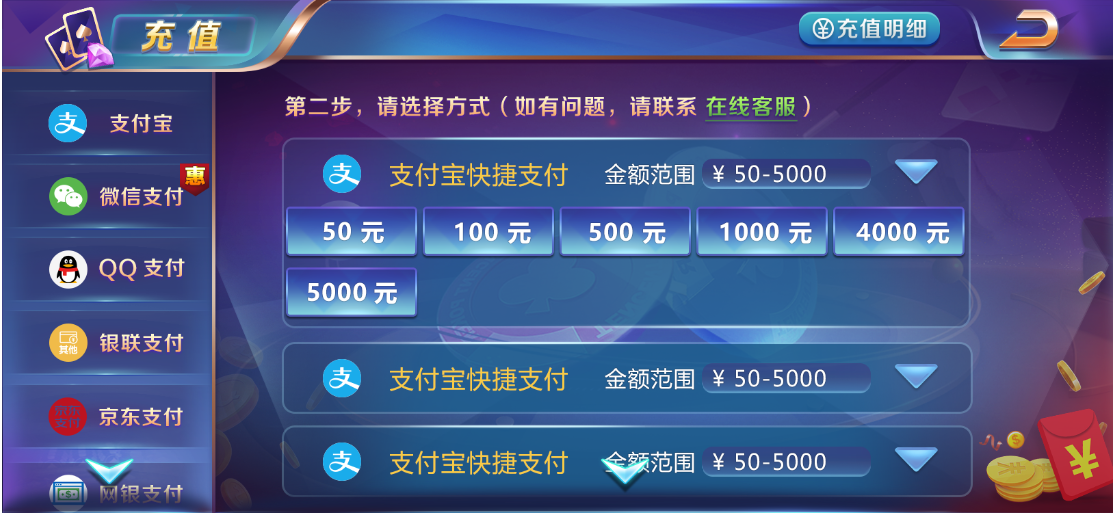 充值
充值明细
支付宝
惠
微信支付
QQ 支付
其他
银联支付
京东支付
网银支付
第二步，请选择方式（如有问题，请联系 在线客服）
支付宝快捷支付 金额范围 ¥ 50-5000
50 元 100 元 500 元 1000 元 4000 元
5000 元
支付宝快捷支付 金额范围 ¥ 50-5000
支付宝快捷支付 金额范围 ¥ 50-5000